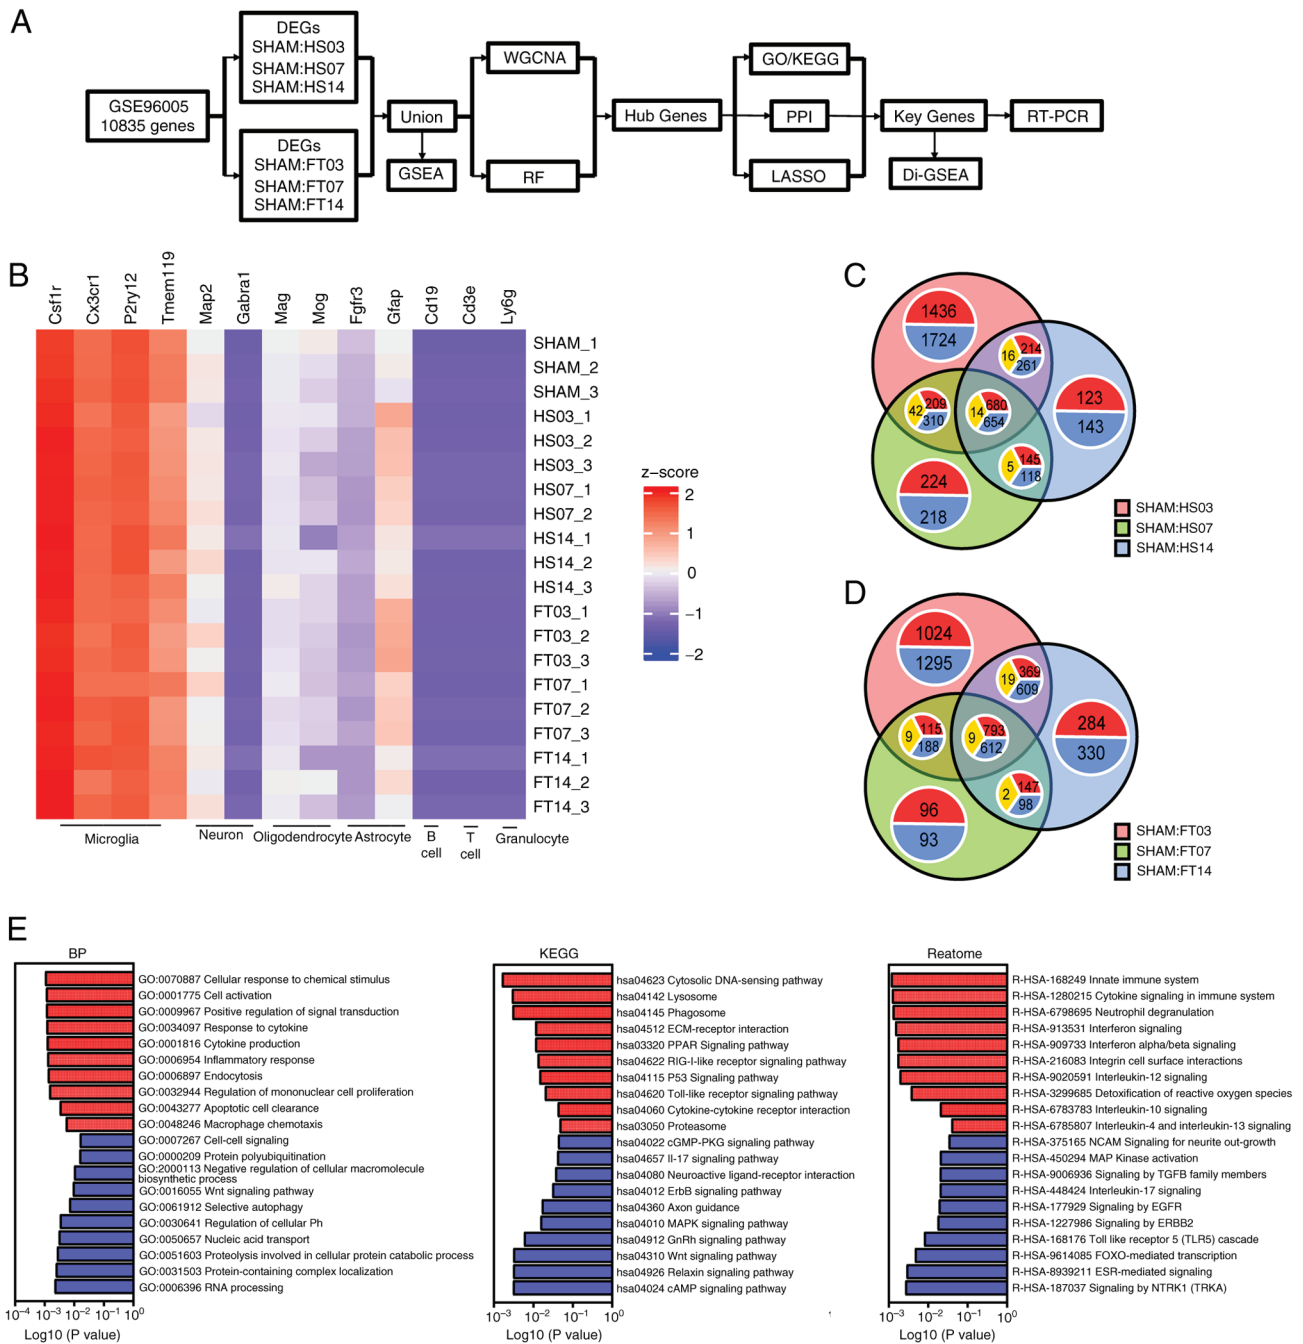 A
GSE96005
10835 genes
DEGs
SHAM:HS03
SHAM:HS07
SHAM:HS14
DEGs
SHAM:FT03
SHAM:FT07
SHAM:FT14
Union
GSEA
WGCNA
RF
Hub Genes
GO/KEGG
PPI
LASSO
Key Genes
Di-GSEA
RT-PCR
B
Csf1r
Cx3cr1
P2ry12
Tmem119
Map2
Gabra1
Mag
Mog
Fgfr3
Gfap
Cd19
Cd3e
Ly6g
SHAM_1
SHAM_2
SHAM_3
HS03_1
HS03_2
HS03_3
HS07_1
HS07_2
HS14_1
HS14_2
HS14_3
FT03_1
FT03_2
FT03_3
FT07_1
FT07_2
FT07_3
FT14_1
FT14_2
FT14_3
Microglia
Neuron
Oligodendrocyte
Astrocyte
B
cell
T
cell
Granulocyte
z-score
2
1
0
−1
−2
C
1436
1724
16
214
261
123
143
42
209
310
14
680
654
5
145
118
224
218
SHAM:HS03
SHAM:HS07
SHAM:HS14
D
1024
1295
19
369
609
284
330
9
115
188
9
793
612
2
147
98
96
93
SHAM:FT03
SHAM:FT07
SHAM:FT14
E
BP
GO:0070887 Cellular response to chemical stimulus
GO:0001775 Cell activation
GO:0009967 Positive regulation of signal transduction
GO:0034097 Response to cytokine
GO:0001816 Cytokine production
GO:0006954 Inflammatory response
GO:0006897 Endocytosis
GO:0032944 Regulation of mononuclear cell proliferation
GO:0043277 Apoptotic cell clearance
GO:0048246 Macrophage chemotaxis
GO:0007267 Cell-cell signaling
GO:0000209 Protein polyubiquitination
GO:2000113 Negative regulation of cellular macromolecule
biosynthetic process
GO:0016055 Wnt signaling pathway
GO:0061912 Selective autophagy
GO:0030641 Regulation of cellular Ph
GO:0050657 Nucleic acid transport
GO:0051603 Proteolysis involved in cellular protein catabolic process
GO:0031503 Protein-containing complex localization
GO:0006396 RNA processing
10⁻⁴ 10⁻³ 10⁻² 10⁻¹ 10⁰
Log10 (P value)
KEGG
hsa04623 Cytosolic DNA-sensing pathway
hsa04142 Lysosome
hsa04145 Phagosome
hsa04512 ECM-receptor interaction
hsa03320 PPAR Signaling pathway
hsa04622 RIG-I-like receptor signaling pathway
hsa04115 P53 Signaling pathway
hsa04620 Toll-like receptor signaling pathway
hsa04060 Cytokine-cytokine receptor interaction
hsa03050 Proteasome
hsa04022 cGMP-PKG signaling pathway
hsa04657 Il-17 signaling pathway
hsa04080 Neuroactive ligand-receptor interaction
hsa04012 ErbB signaling pathway
hsa04360 Axon guidance
hsa04010 MAPK signaling pathway
hsa04912 GnRh signaling pathway
hsa04310 Wnt signaling pathway
hsa04926 Relaxin signaling pathway
hsa04024 cAMP signaling pathway
10⁻³ 10⁻² 10⁻¹ 10⁰
Log10 (P value)
Reatome
R-HSA-168249 Innate immune system
R-HSA-1280215 Cytokine signaling in immune system
R-HSA-6798695 Neutrophil degranulation
R-HSA-913531 Interferon signaling
R-HSA-909733 Interferon alpha/beta signaling
R-HSA-216083 Integrin cell surface interactions
R-HSA-9020591 Interleukin-12 signaling
R-HSA-3299685 Detoxification of reactive oxygen species
R-HSA-6783783 Interleukin-10 signaling
R-HSA-6785807 Interleukin-4 and interleukin-13 signaling
R-HSA-375165 NCAM Signaling for neurite out-growth
R-HSA-450294 MAP Kinase activation
R-HSA-9006936 Signaling by TGFB family members
R-HSA-448424 Interleukin-17 signaling
R-HSA-177929 Signaling by EGFR
R-HSA-1227986 Signaling by ERBB2
R-HSA-168176 Toll like receptor 5 (TLR5) cascade
R-HSA-9614085 FOXO-mediated transcription
R-HSA-8939211 ESR-mediated signaling
R-HSA-187037 Signaling by NTRK1 (TRKA)
10⁻³ 10⁻² 10⁻¹ 10⁰
Log10 (P value)